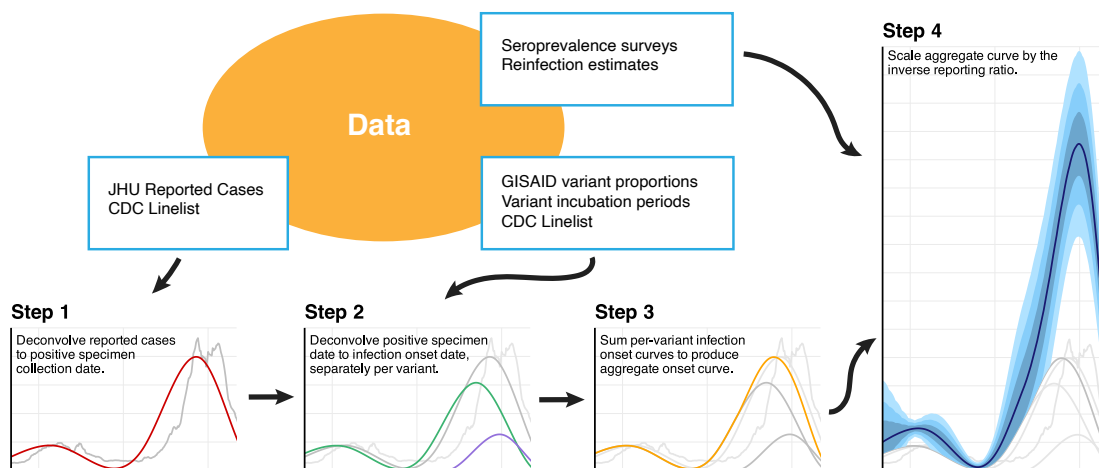 Seroprevalence surveys
Reinfection estimates
Data
JHU Reported Cases
CDC Linelist
GISAID variant proportions
Variant incubation periods
CDC Linelist
Step 1
Deconvolve reported cases
to positive specimen
collection date.
Step 2
Deconvolve positive specimen
date to infection onset date,
separately per variant.
Step 3
Sum per-variant infection
onset curves to produce
aggregate onset curve.
Step 4
Scale aggregate curve by the
inverse reporting ratio.